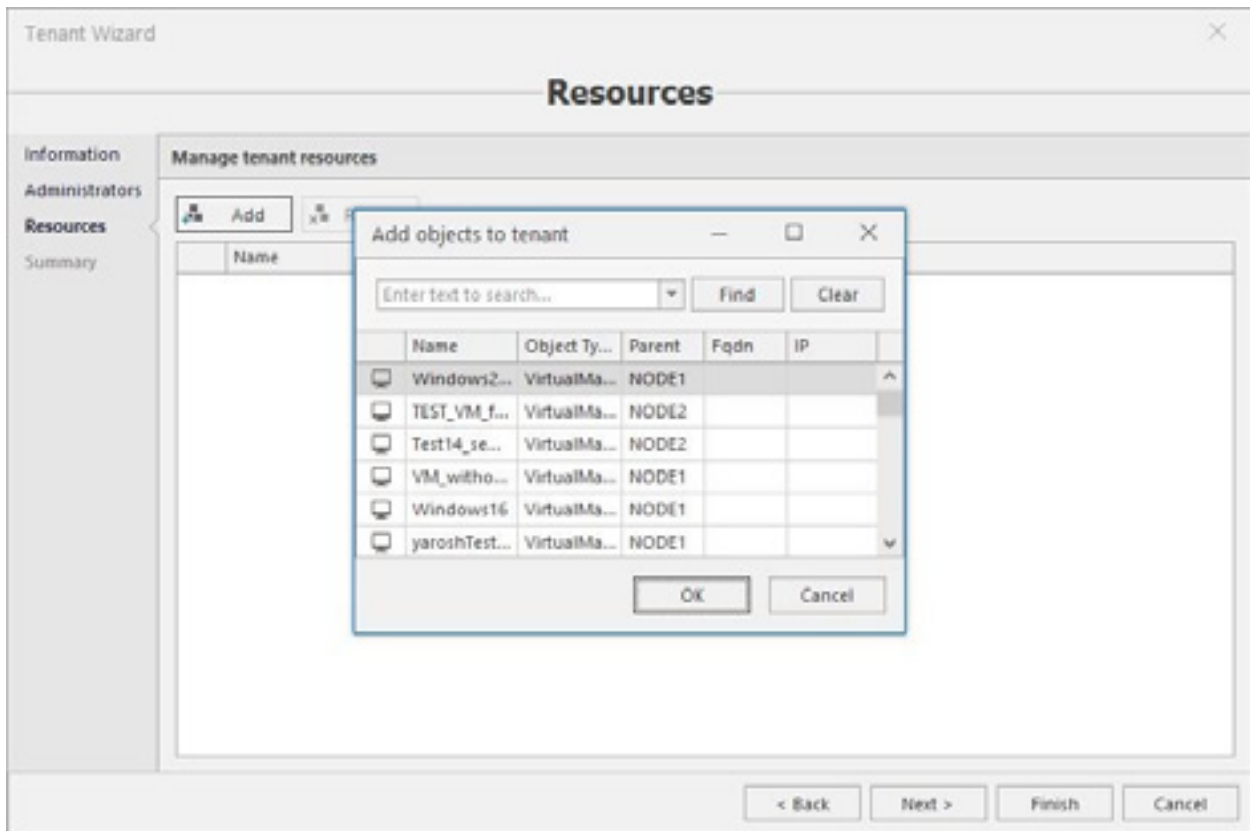 Tenant Wizard
Resources
Information
Administrators
Resources
Summary
Manage tenant resources
Add
Name
Add objects to tenant
Enter text to search...
Find Clear
Name Object Ty... Parent Fqdn IP
Windows2... VirtualMa... NODE1
TEST_VM_f... VirtualMa... NODE2
Test14_se... VirtualMa... NODE2
VM_witho... VirtualMa... NODE1
Windows16 VirtualMa... NODE1
yaroshTest... VirtualMa... NODE1
OK Cancel
< Back Next > Finish Cancel